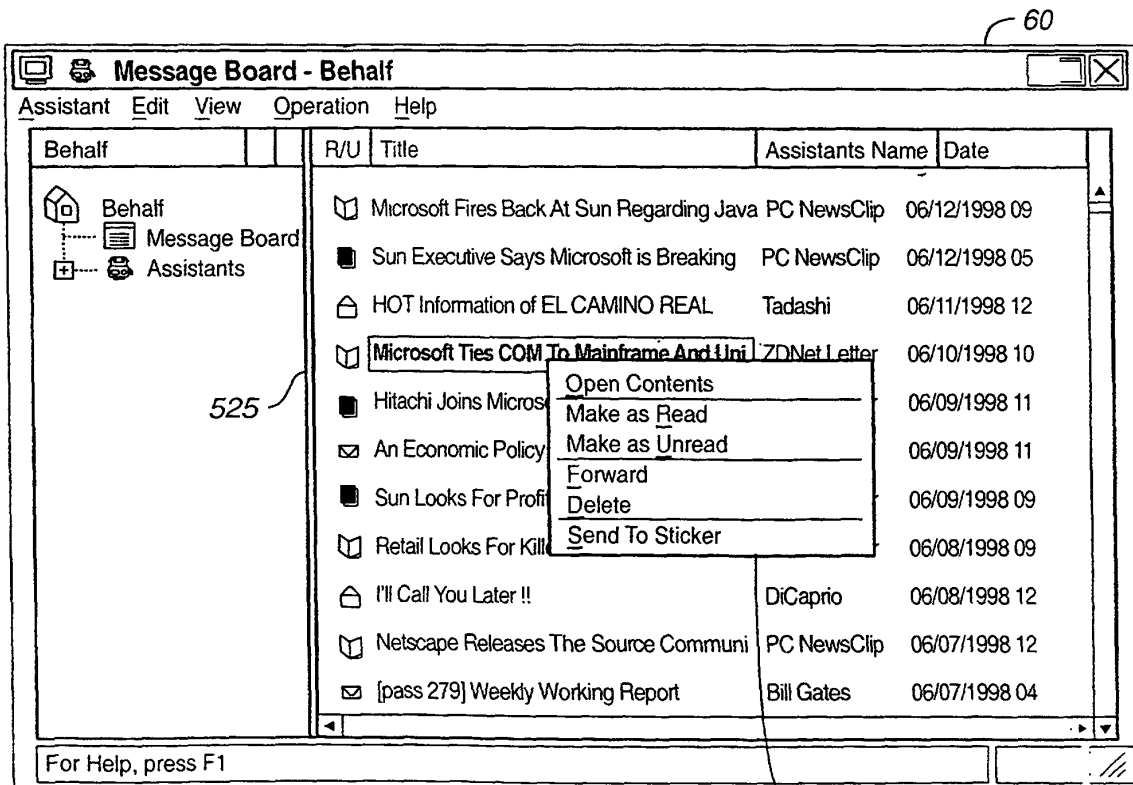 60
Message Board - Behalf
Assistant Edit View Operation Help
Behalf R/U Title Assistants Name Date
Behalf
Message Board
Assistants
Microsoft Fires Back At Sun Regarding Java PC NewsClip 06/12/1998 09
Sun Executive Says Microsoft is Breaking PC NewsClip 06/12/1998 05
HOT Information of EL CAMINO REAL Tadashi 06/11/1998 12
Microsoft Ties COM To Mainframe And Uni ZDNet Letter 06/10/1998 10
Open Contents
525
Hitachi Joins Micros 06/09/1998 11
Make as Read
Make as Unread
An Economic Policy 06/09/1998 11
Forward
Delete
Sun Looks For Profi 06/09/1998 09
Send To Sticker
Retail Looks For Kill 06/08/1998 09
I'll Call You Later !! DiCaprio 06/08/1998 12
Netscape Releases The Source Communi PC NewsClip 06/07/1998 12
[pass 279] Weekly Working Report Bill Gates 06/07/1998 04
For Help, press F1